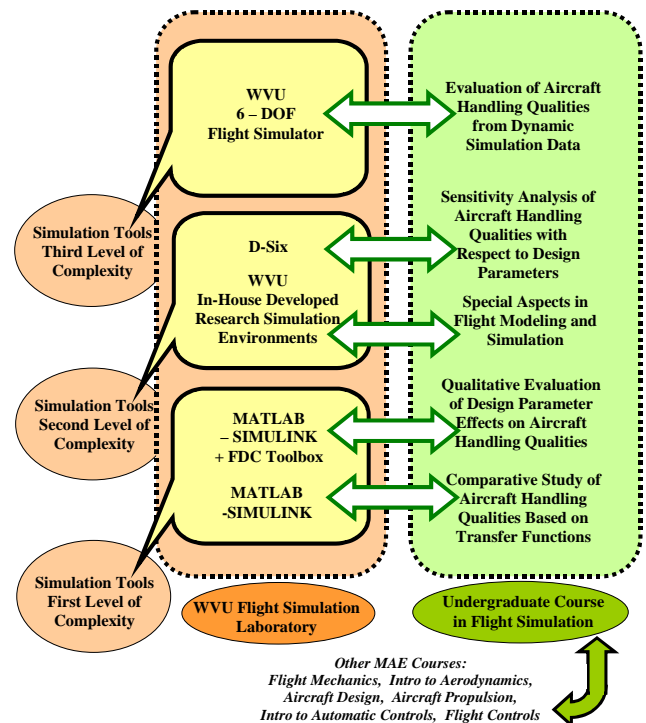 WVU
6 – DOF
Flight Simulator
Evaluation of Aircraft
Handling Qualities
from Dynamic
Simulation Data
Simulation Tools
Third Level of
Complexity
D-Six
WVU
In-House Developed
Research Simulation
Environments
Sensitivity Analysis of
Aircraft Handling
Qualities with
Respect to Design
Parameters
Special Aspects in
Flight Modeling and
Simulation
Simulation Tools
Second Level of
Complexity
MATLAB
– SIMULINK
+ FDC Toolbox
MATLAB
-SIMULINK
Qualitative Evaluation
of Design Parameter
Effects on Aircraft
Handling Qualities
Comparative Study of
Aircraft Handling
Qualities Based on
Transfer Functions
Simulation Tools
First Level of
Complexity
WVU Flight Simulation
Laboratory
Undergraduate Course
in Flight Simulation
Other MAE Courses:
Flight Mechanics, Intro to Aerodynamics,
Aircraft Design, Aircraft Propulsion,
Intro to Automatic Controls, Flight Controls